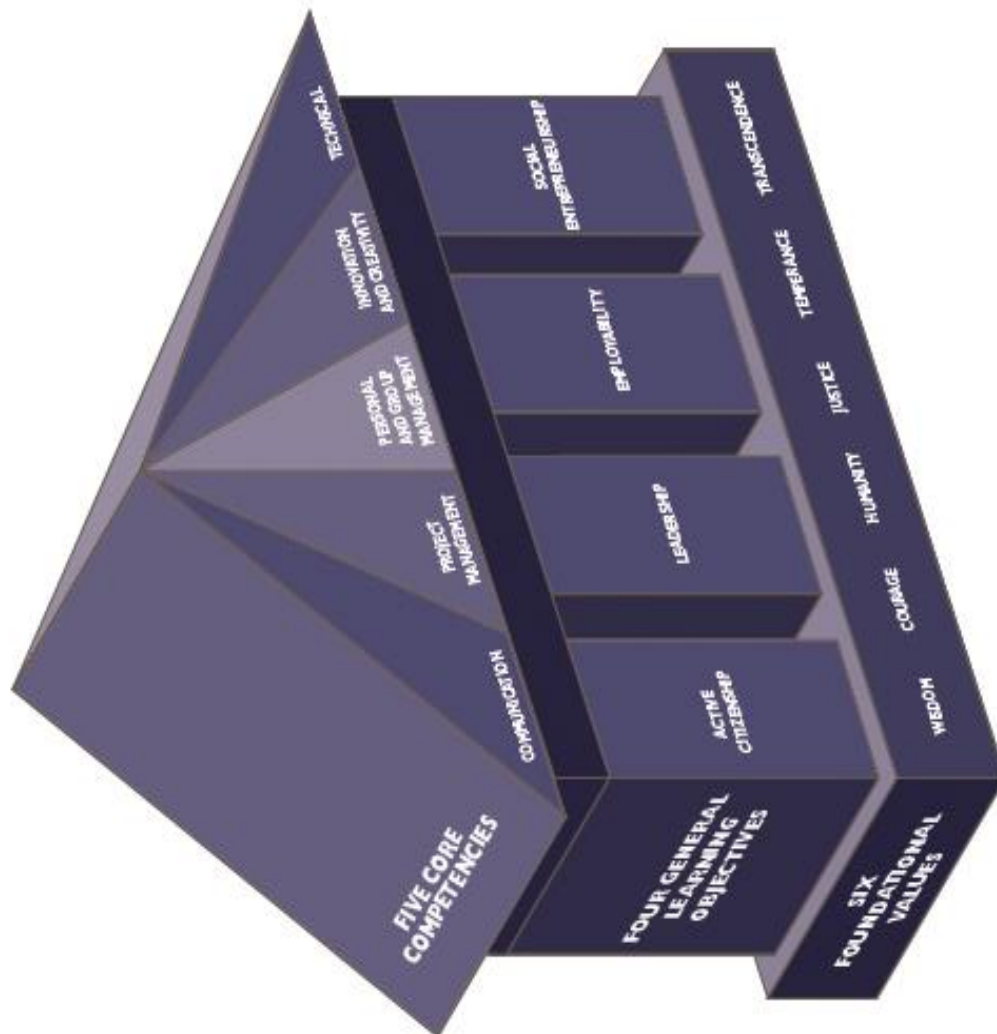 FIVE CORE
COMPETENCIES
COMMUNICATION
PROJECT
MANAGEMENT
PERSONAL
AND GROUP
MANAGEMENT
INNOVATION
AND CREATIVITY
TECHNICAL
FOUR GENERAL
LEARNING
OBJECTIVES
ACTIVE
CITIZENSHIP
LEADERSHIP
EMPLOYABILITY
SOCIAL
ENTREPRENEURSHIP
SIX
FOUNDATIONAL
VALUES
WISDOM
COURAGE
HUMANITY
JUSTICE
TEMPERANCE
TRANSCENDENCE